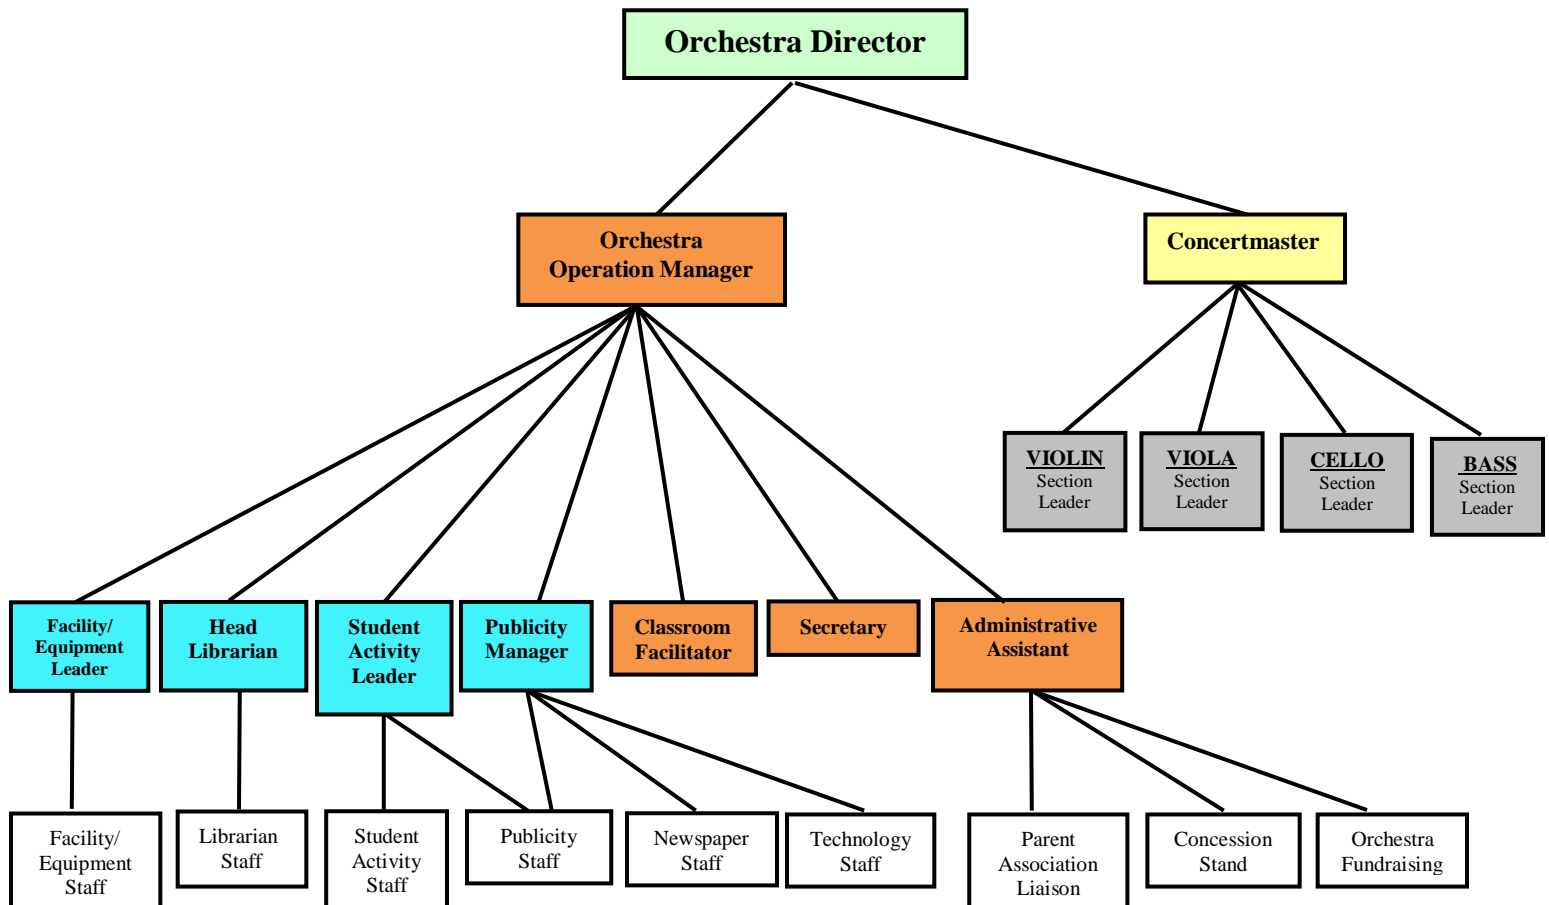 Orchestra Director
Orchestra
Operation Manager
Concertmaster
VIOLIN
Section
Leader
VIOLA
Section
Leader
CELLO
Section
Leader
BASS
Section
Leader
Facility/
Equipment
Leader
Head
Librarian
Student
Activity
Leader
Publicity
Manager
Classroom
Facilitator
Secretary
Administrative
Assistant
Facility/
Equipment
Staff
Librarian
Staff
Student
Activity
Staff
Publicity
Staff
Newspaper
Staff
Technology
Staff
Parent
Association
Liaison
Concession
Stand
Orchestra
Fundraising